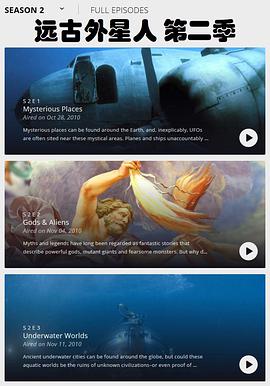 SEASON 2
FULL EPISODES
远古外星人 第二季
S2 E1
Mysterious Places
Aired on Oct 28, 2010
Mysterious places can be found around the Earth, and, inexplicably, UFOs
are often sited near these mystical areas. Planes and ships unaccountably ...
S2 E2
Gods & Aliens
Aired on Nov 04, 2010
Myths and legends have long been regarded as fantastic stories that
describe powerful gods, mutant giants and fearsome monsters. But why d...
S2 E3
Underwater Worlds
Aired on Nov 11, 2010
Ancient underwater cities can be found around the globe, but could these
aquatic worlds be the ruins of unknown civilizations–or even proof of ...